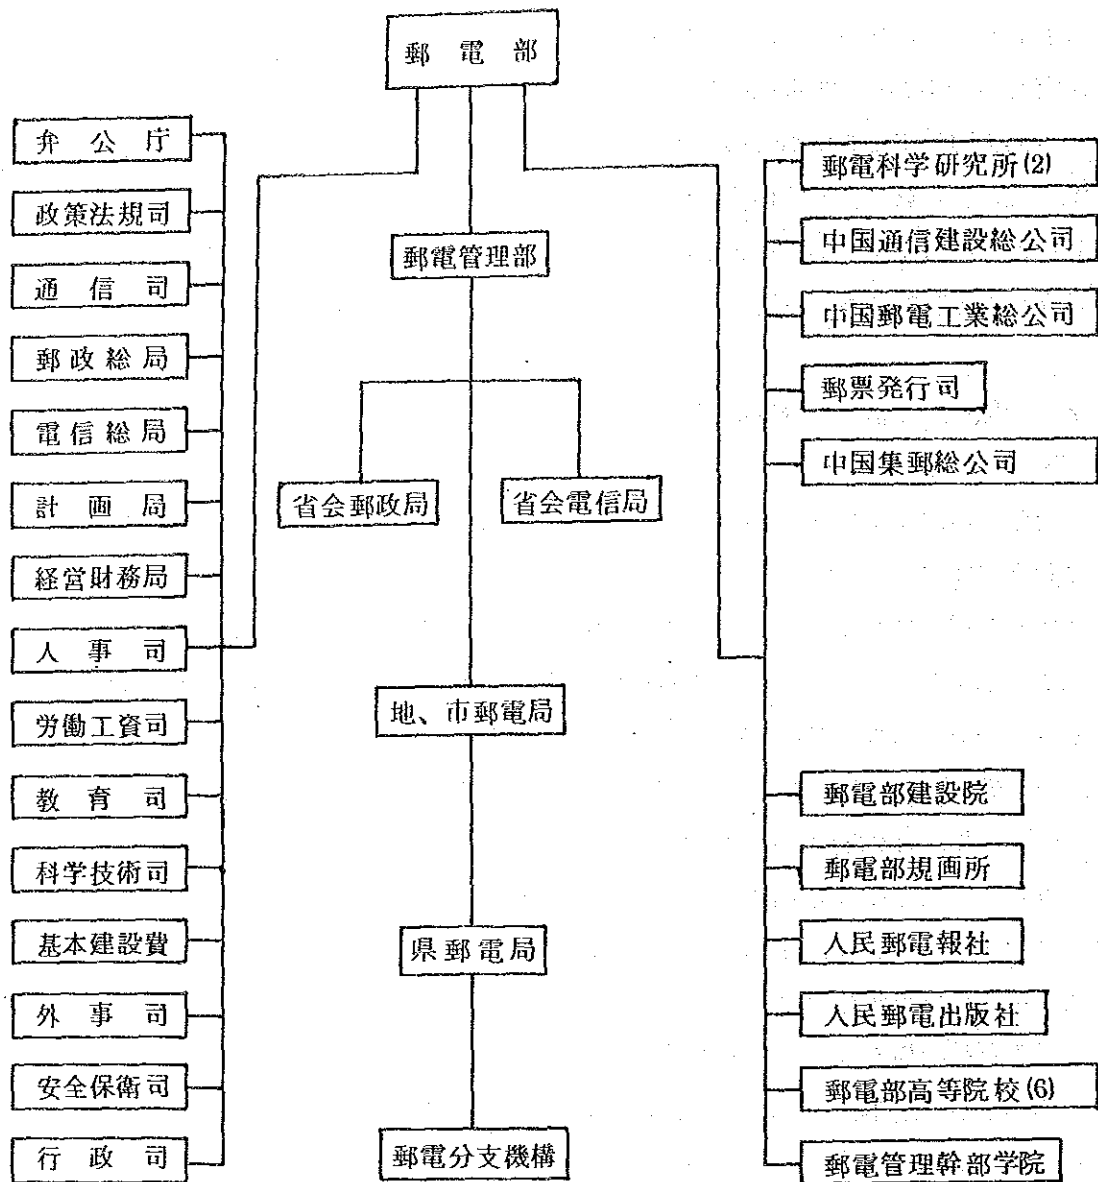 郵電部
弁公庁
政策法規司
通信司
郵政総局
電信総局
計画局
経営財務局
人事司
労働工資司
教育司
科学技術司
基本建設費
外事司
安全保衛司
行政司
郵電管理部
省会郵政局
省会電信局
地、市郵電局
県郵電局
郵電分支機構
郵電科学研究所(2)
中国通信建設総公司
中国郵電工業総公司
郵票発行司
中国集郵総公司
郵電部建設院
郵電部規画所
人民郵電報社
人民郵電出版社
郵電部高等院校(6)
郵電管理幹部学院